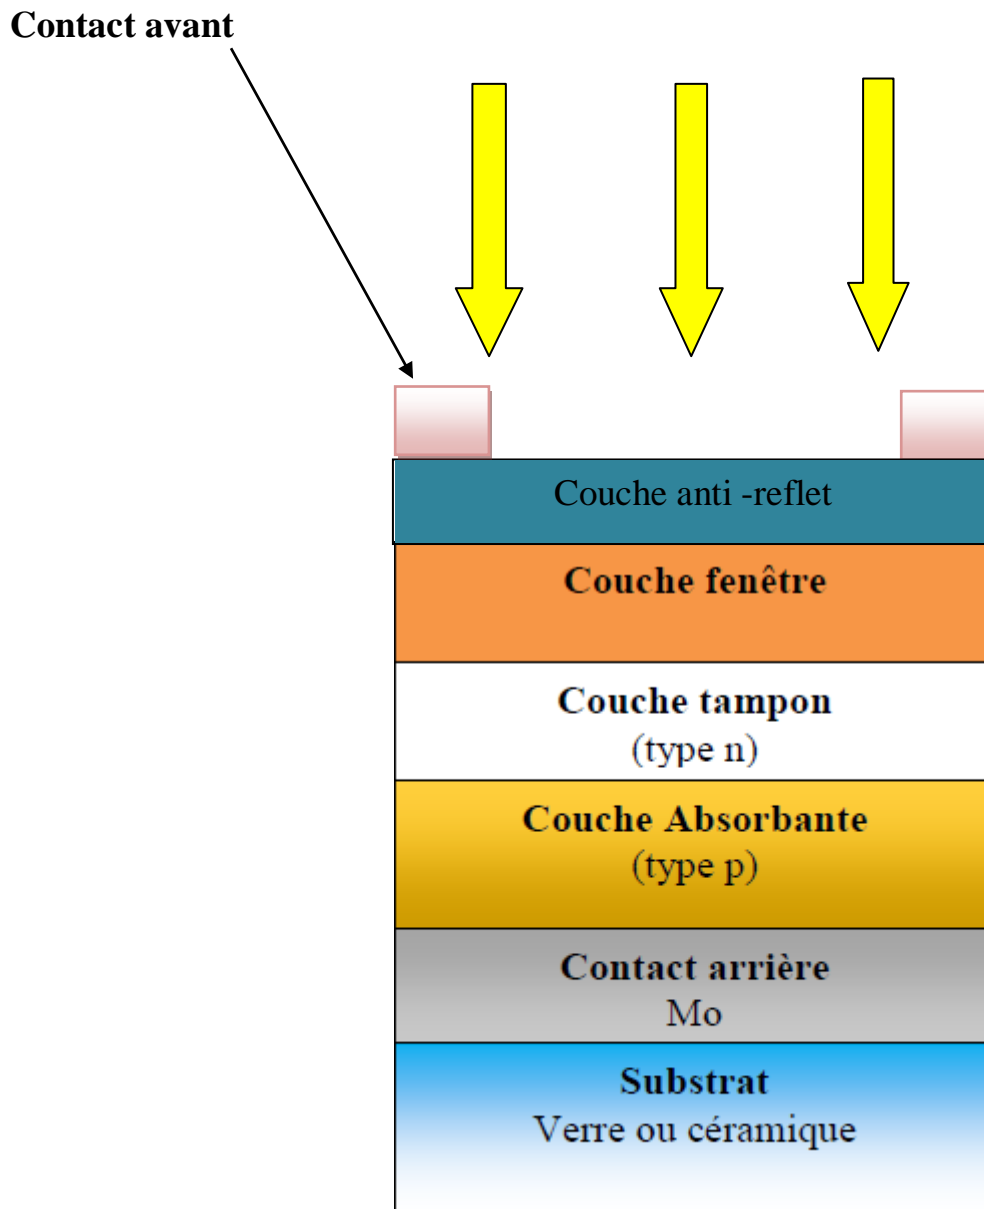 Contact avant
Couche anti -reflet
Couche fenêtre
Couche tampon
(type n)
Couche Absorbante
(type p)
Contact arrière
Mo
Substrat
Verre ou céramique